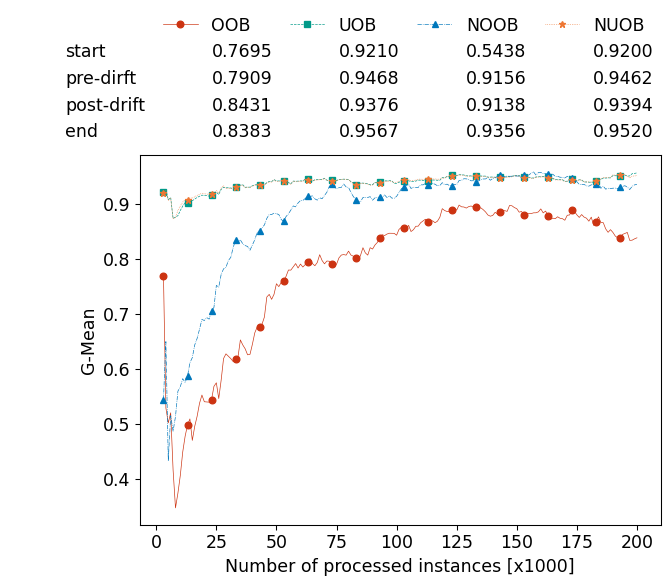 OOB UOB NOOB NUOB
start 0.7695 0.9210 0.5438 0.9200
pre-dirft 0.7909 0.9468 0.9156 0.9462
post-drift 0.8431 0.9376 0.9138 0.9394
end 0.8383 0.9567 0.9356 0.9520
0.9
0.8
0.7
0.6
0.5
0.4
G-Mean
0 25 50 75 100 125 150 175 200
Number of processed instances [x1000]